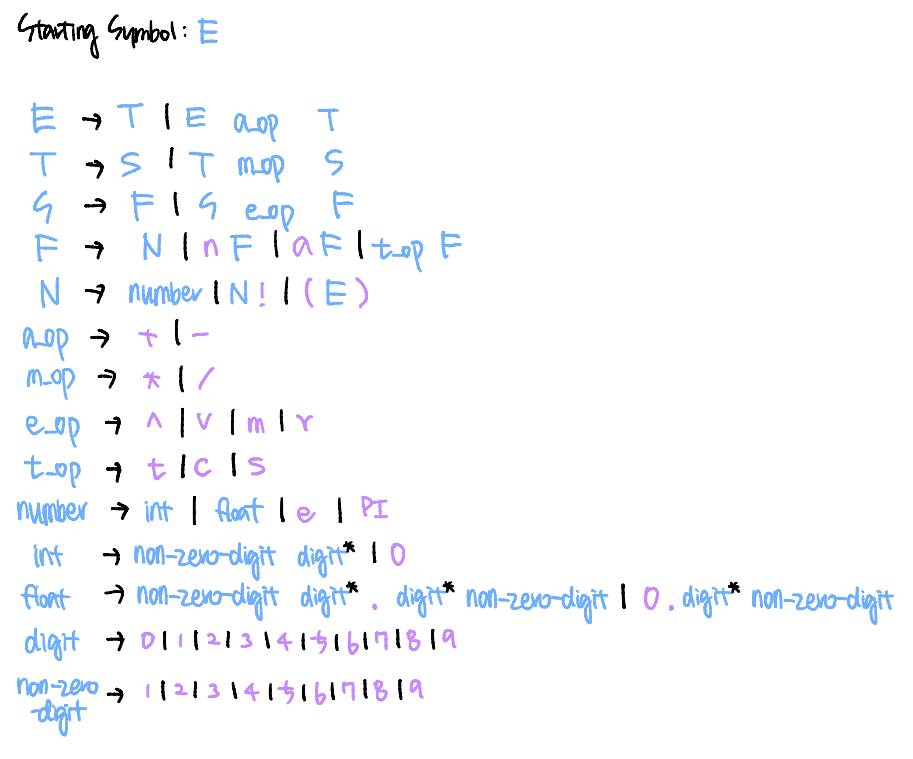 Starting Symbol: E
E → T | E a_op T
T → S | T m_op S
S → F | S e_op F
F → N | n F | a F | t_op F
N → number | N ! | ( E )
a_op → + | -
m_op → * | /
e_op → ^ | v | m | r
t_op → t | c | s
number → int | float | e | PI
int → non-zero-digit digit* | 0
float → non-zero-digit digit* . digit* non-zero-digit | 0 . digit* non-zero-digit
digit → 0 | 1 | 2 | 3 | 4 | 5 | 6 | 7 | 8 | 9
non-zero
-digit → 1 | 2 | 3 | 4 | 5 | 6 | 7 | 8 | 9